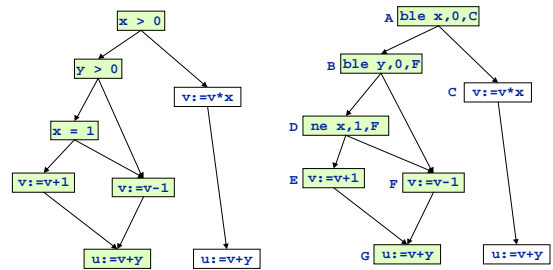 x > 0
y > 0
v:=v*x
x = 1
v:=v+1
v:=v-1
u:=v+y
u:=v+y
A ble x,0,C
B ble y,0,F
C v:=v*x
D ne x,1,F
E v:=v+1
F v:=v-1
G u:=v+y
u:=v+y